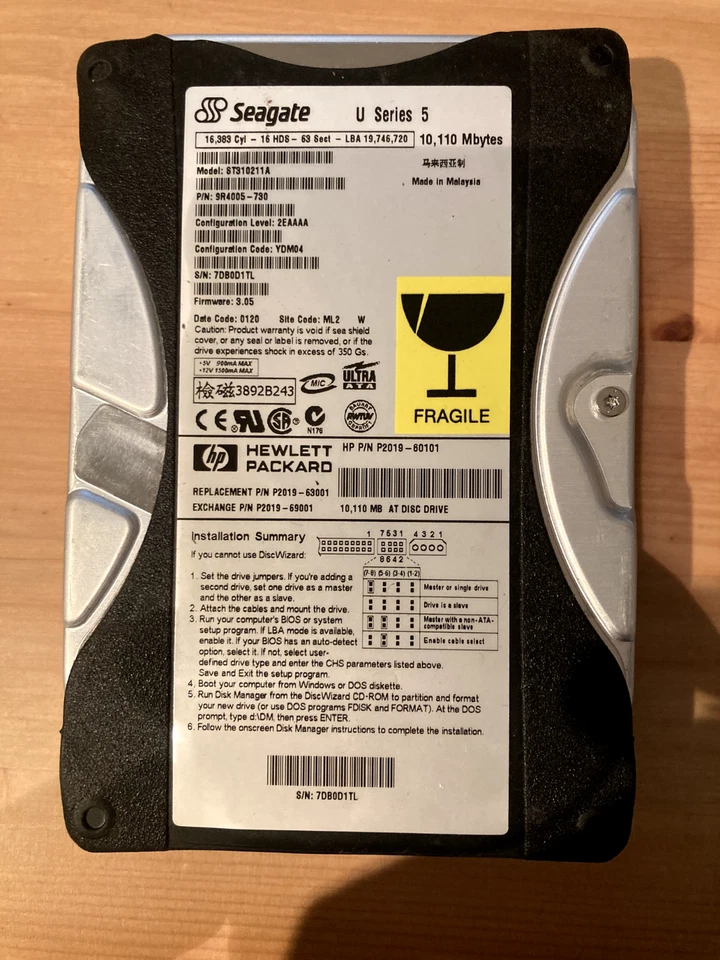 Seagate U Series 5
16,383 Cyl - 16 HDS - 63 Sect - LBA 19,746,720 10,110 Mbytes
马来西亚制
Model: ST310211A
Made in Malaysia
P/N: 9R4005-730
Configuration Level: 2EAAAA
Configuration Code: YDM04
S/N: 7DB0D1TL
Firmware: 3.05
Date Code: 0120 Site Code: ML2 W
Caution: Product warranty is void if sea shield
cover, or any seal or label is removed, or if the
drive experiences shock in excess of 350 Gs.
+5V 900mA MAX
+12V 1500mA MAX
檢磁3892B243
MIC
ULTRA
ATA
FRAGILE
CE
N176
hp HEWLETT
PACKARD
HP P/N P2019-60101
REPLACEMENT P/N P2019-63001
EXCHANGE P/N P2019-69001 10,110 MB AT DISC DRIVE
Installation Summary
If you cannot use DiscWizard:
1 7531 4321
8642
(7-8) (5-6) (3-4) (1-2)
Master or single drive
Drive is a slave
Master with a non-ATA-
compatible slave
Enable cable select
1. Set the drive jumpers. If you're adding a
second drive, set one drive as a master
and the other as a slave.
2. Attach the cables and mount the drive.
3. Run your computer's BIOS or system
setup program. If LBA mode is available,
enable it. If your BIOS has an auto-detect
option, select it. If not, select user-
defined drive type and enter the CHS parameters listed above.
Save and Exit the setup program.
4. Boot your computer from Windows or DOS diskette.
5. Run Disk Manager from the DiscWizard CD-ROM to partition and format
your new drive (or use DOS programs FDISK and FORMAT). At the DOS
prompt, type d:\DM, then press ENTER.
6. Follow the onscreen Disk Manager instructions to complete the installation.
S/N: 7DB0D1TL